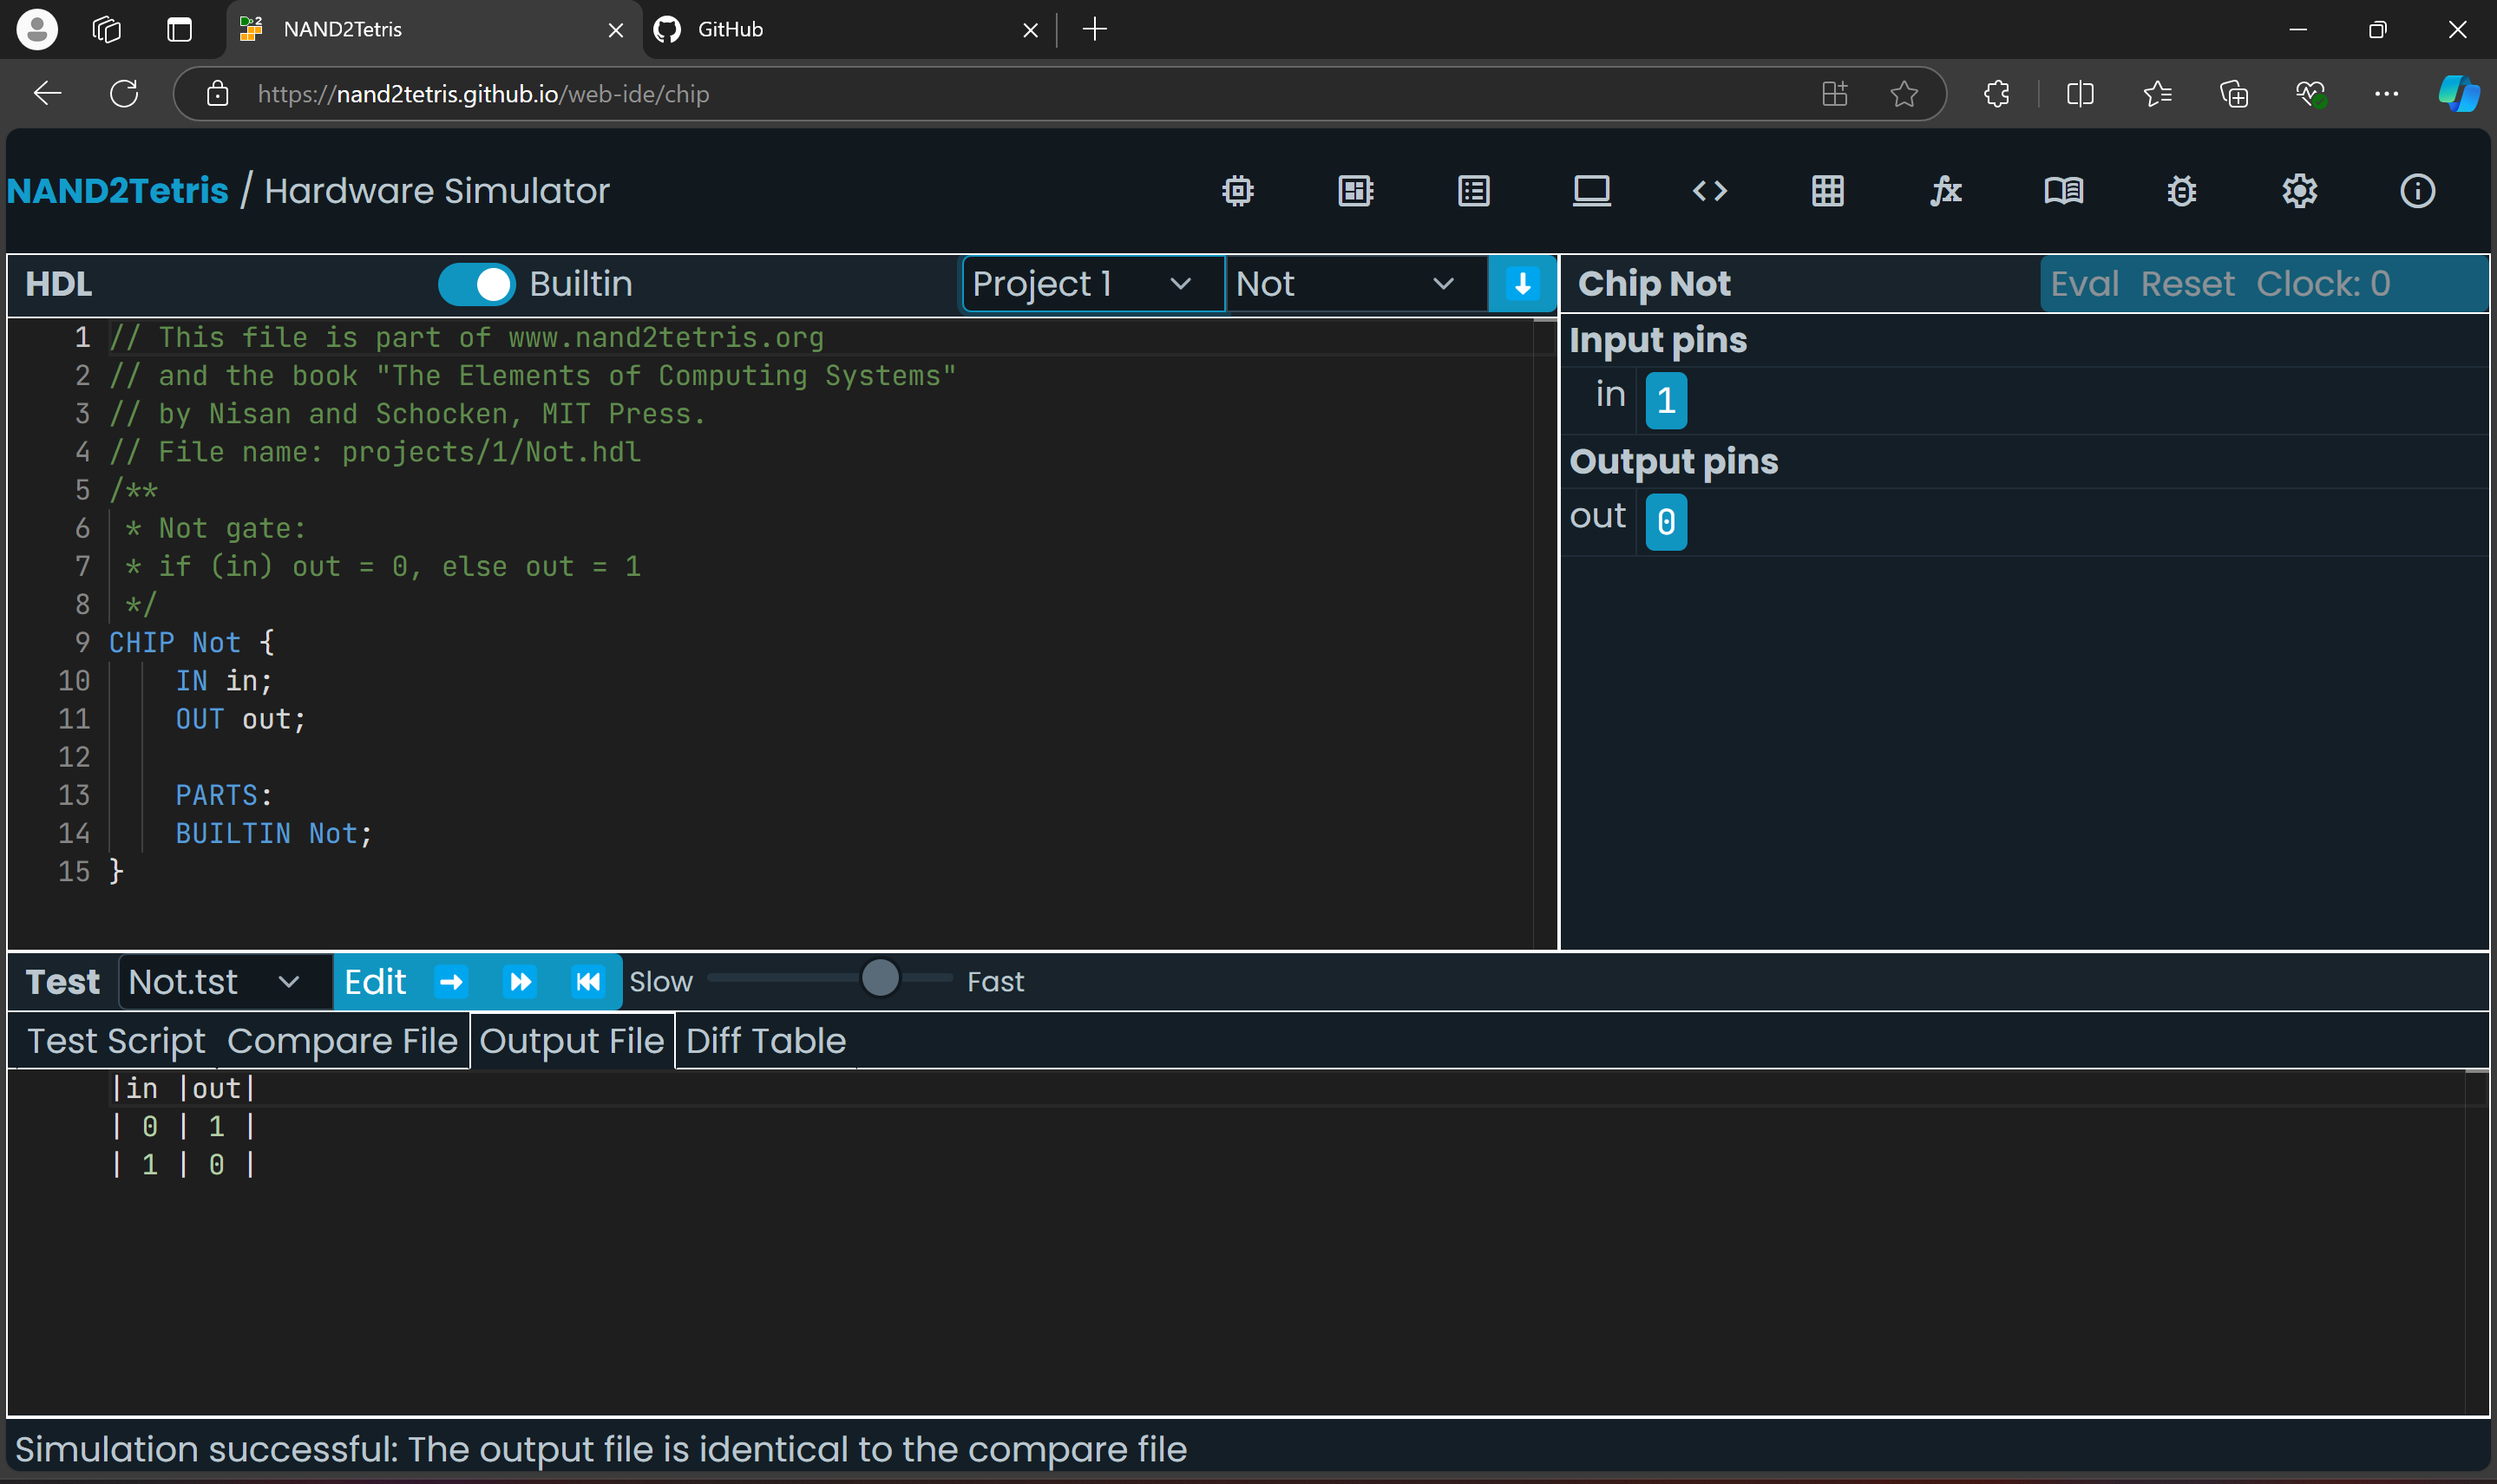 NAND2Tetris
GitHub
https://nand2tetris.github.io/web-ide/chip
NAND2Tetris / Hardware Simulator
HDL Builtin Project 1 Not
1 // This file is part of www.nand2tetris.org
2 // and the book "The Elements of Computing Systems"
3 // by Nisan and Schocken, MIT Press.
4 // File name: projects/1/Not.hdl
5 /**
6  * Not gate:
7  * if (in) out = 0, else out = 1
8  */
9 CHIP Not {
10     IN in;
11     OUT out;
12
13     PARTS:
14     BUILTIN Not;
15 }
Chip Not Eval Reset Clock: 0
Input pins
in 1
Output pins
out 0
Test Not.tst Edit Slow Fast
Test Script Compare File Output File Diff Table
|in |out|
| 0 | 1 |
| 1 | 0 |
Simulation successful: The output file is identical to the compare file